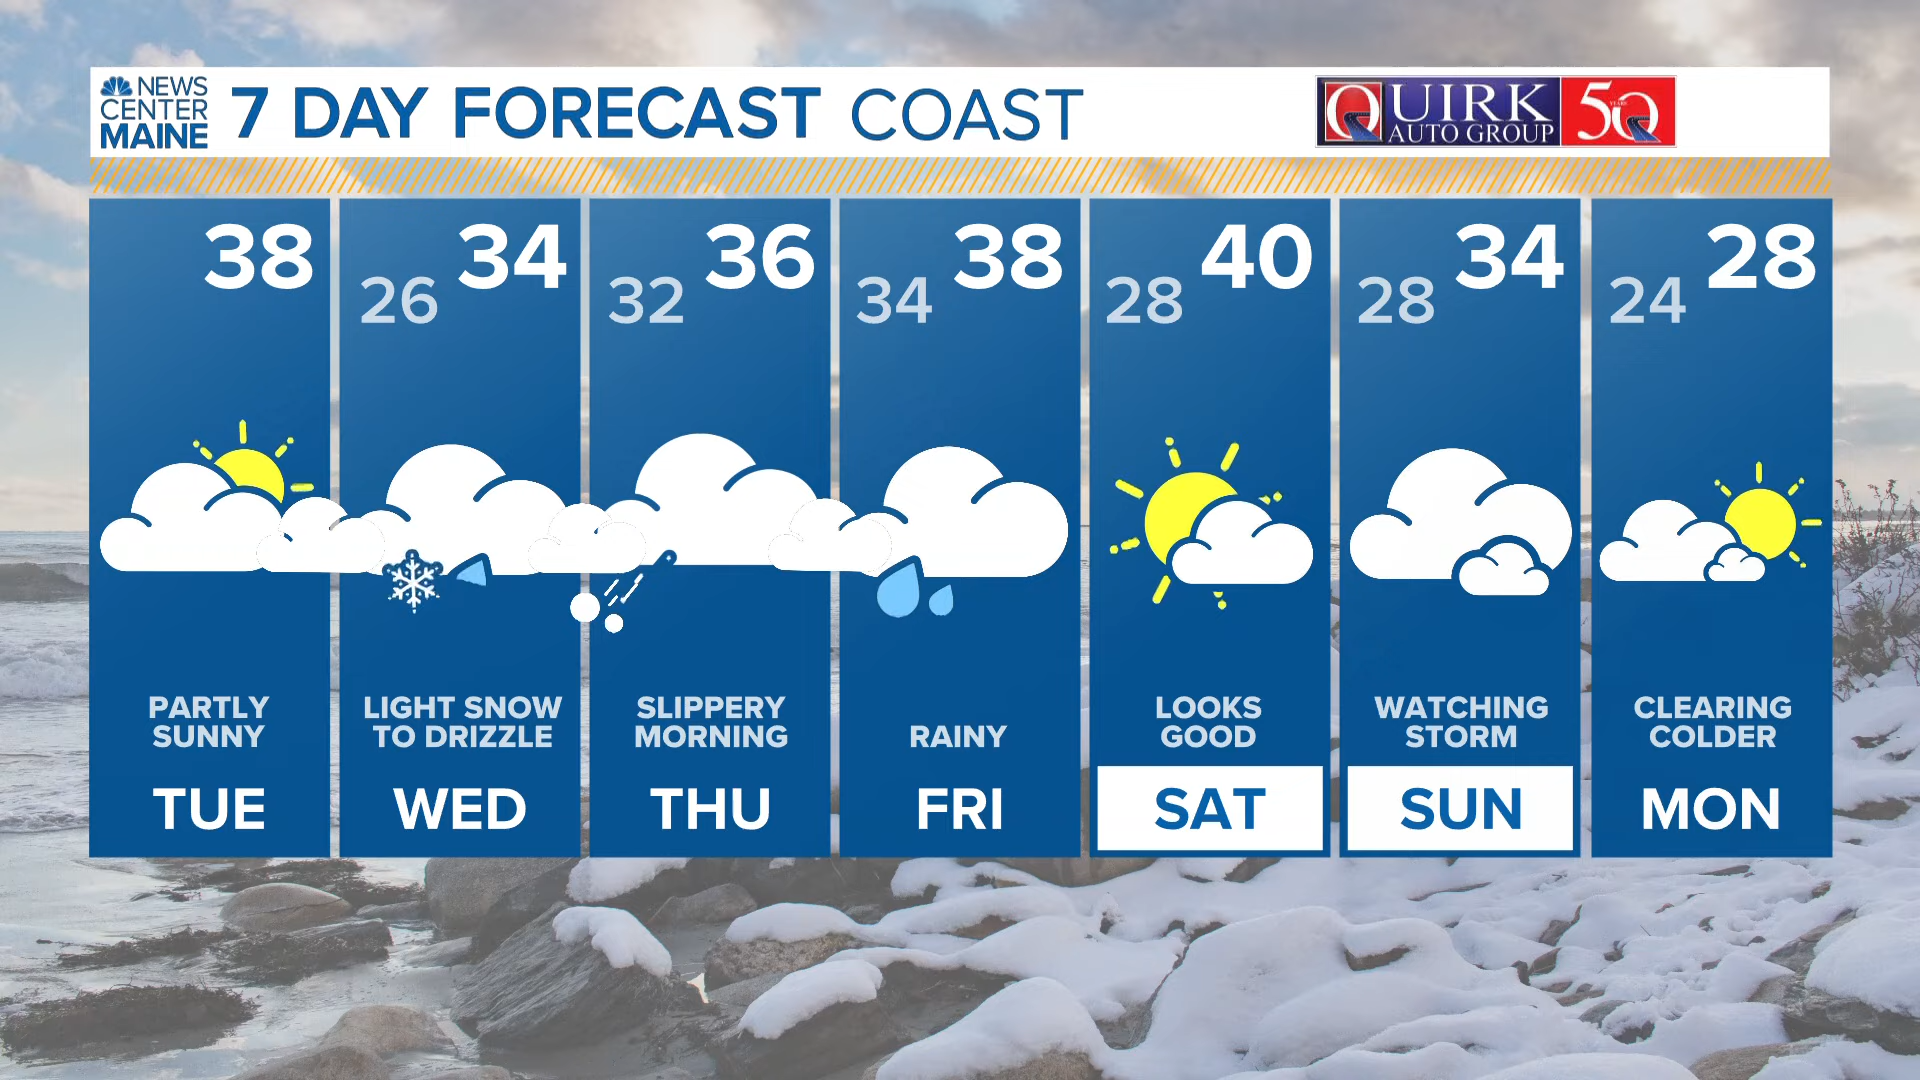 NEWS
CENTER
MAINE
7 DAY FORECAST COAST
QUIRK
AUTO GROUP
50
YEARS
38
26 34
32 36
34 38
28 40
28 34
24 28
PARTLY
SUNNY
TUE
LIGHT SNOW
TO DRIZZLE
WED
SLIPPERY
MORNING
THU
RAINY
FRI
LOOKS
GOOD
SAT
WATCHING
STORM
SUN
CLEARING
COLDER
MON